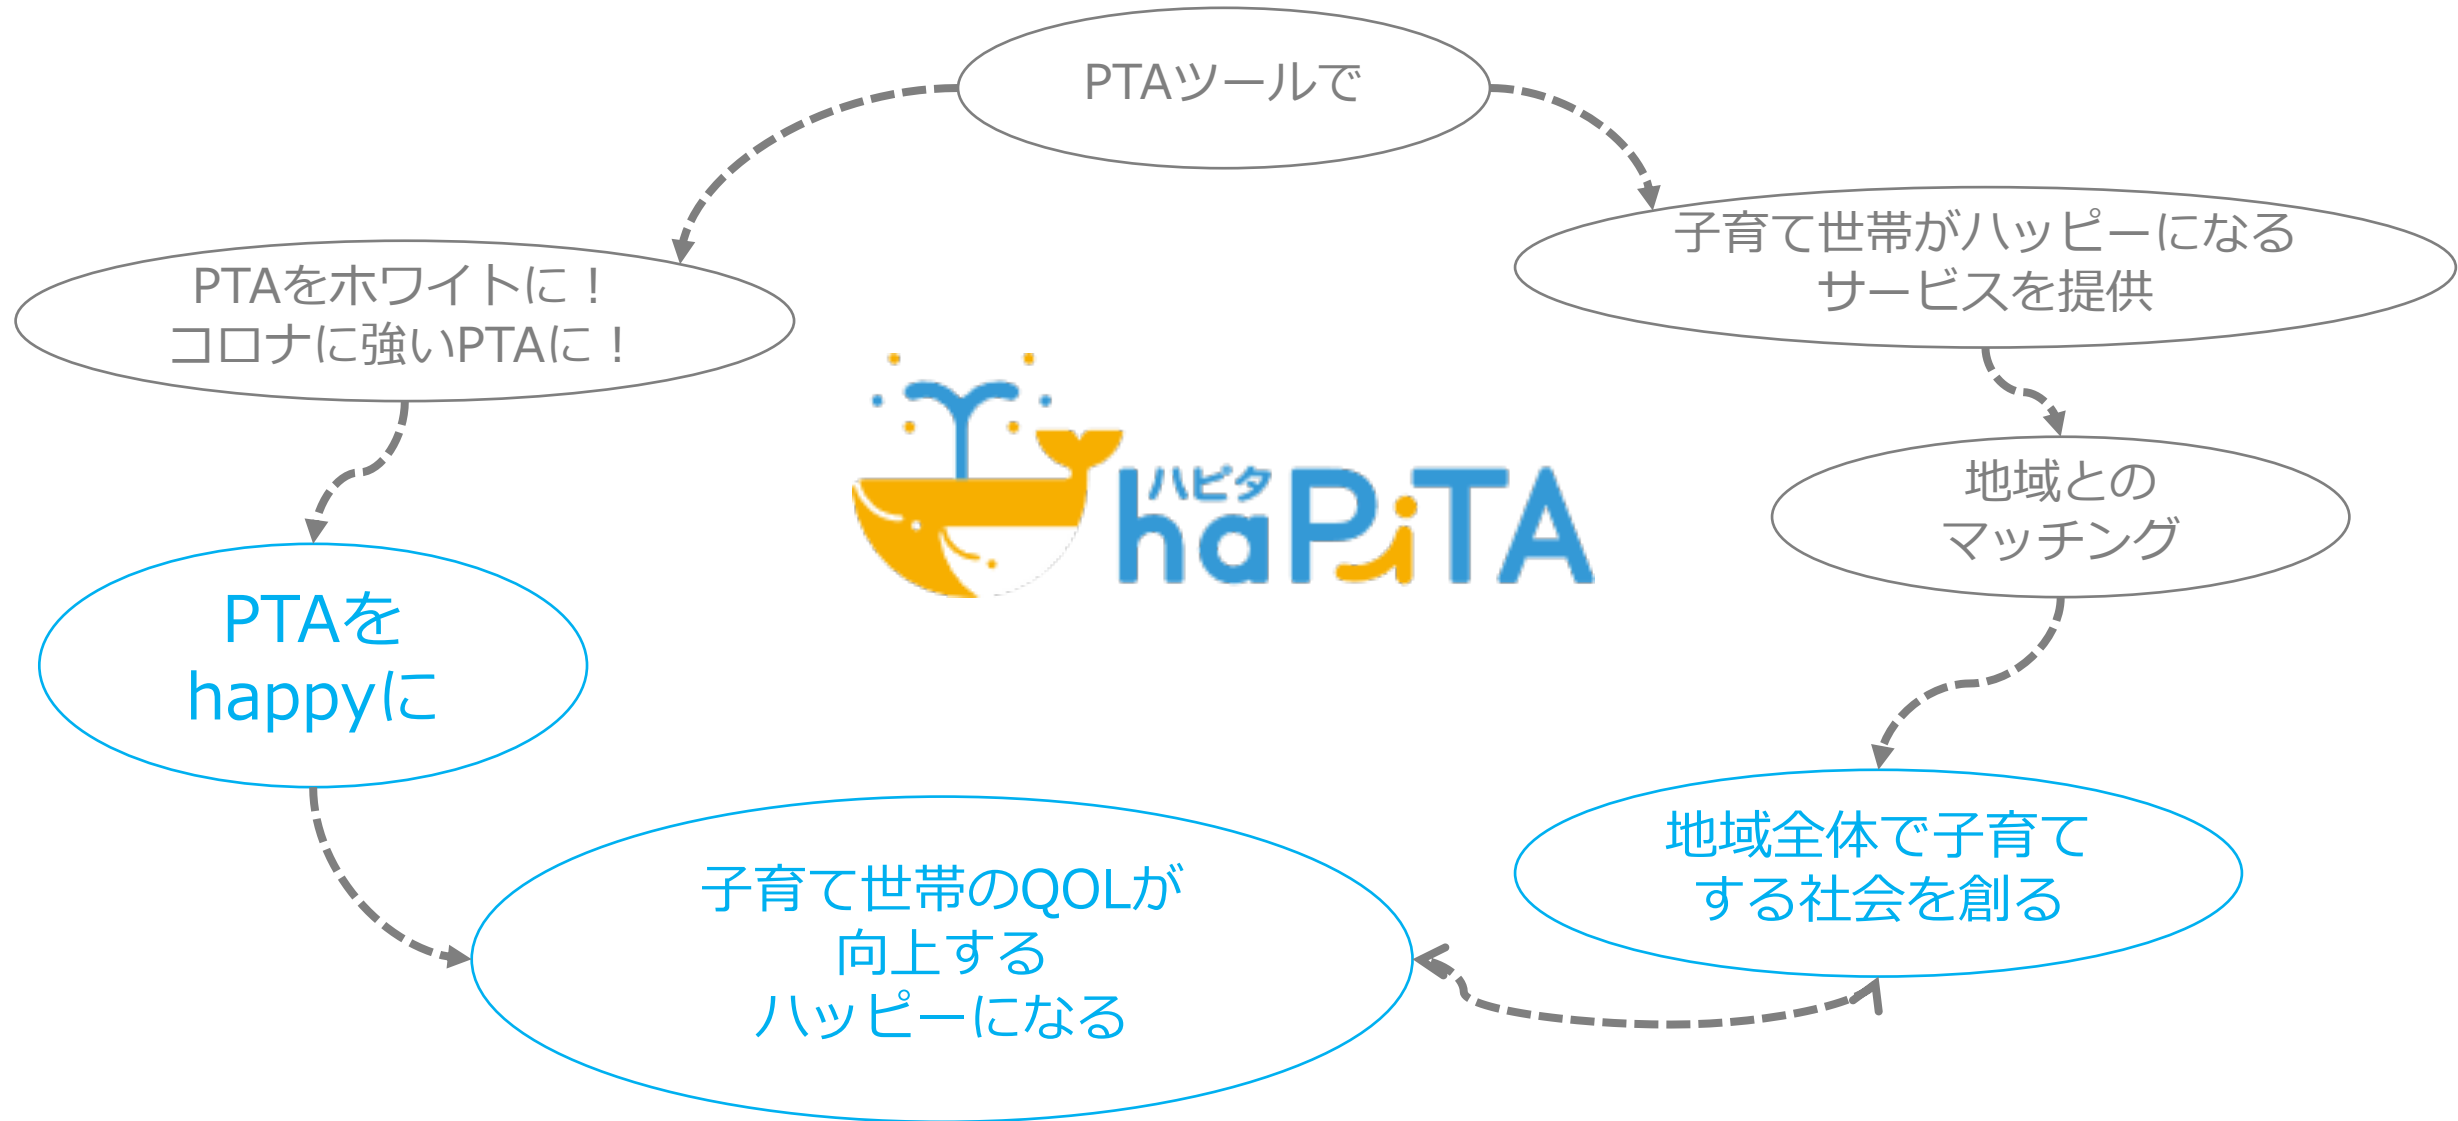 PTAツールで
PTAをホワイトに！
コロナに強いPTAに！
子育て世帯がハッピーになる
サービスを提供
ハピタ
haPiTA
地域との
マッチング
PTAを
happyに
地域全体で子育て
する社会を創る
子育て世帯のQOLが
向上する
ハッピーになる